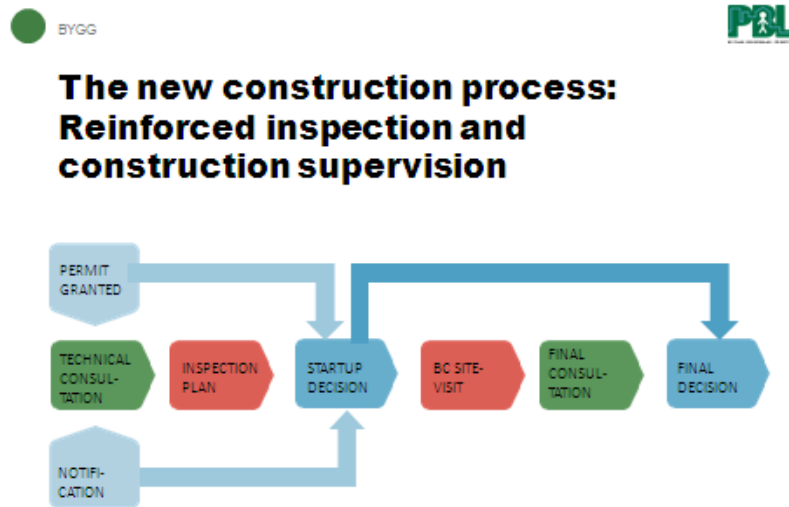 BYGG
PBL
The new construction process:
Reinforced inspection and
construction supervision
PERMIT
GRANTED
TECHNICAL
CONSUL-
TATION
INSPECTION
PLAN
STARTUP
DECISION
BC SITE-
VISIT
FINAL
CONSUL-
TATION
FINAL
DECISION
NOTIFI-
CATION